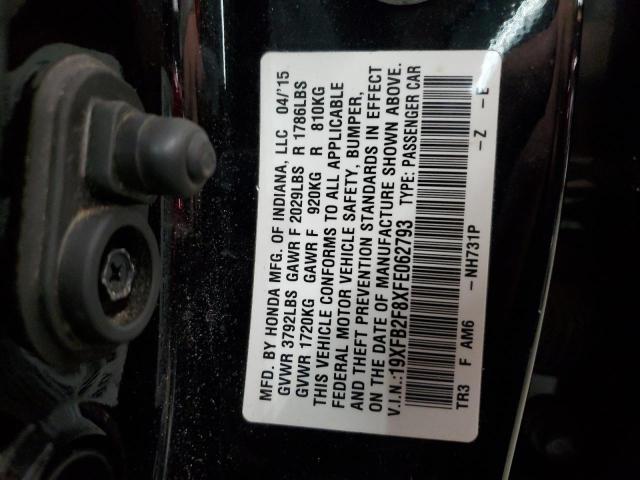 MFD. BY HONDA MFG. OF INDIANA, LLC 04/'15
GVWR 3792LBS GAWR F 2029LBS R 1786LBS
GVWR 1720KG GAWR F 920KG R 810KG
THIS VEHICLE CONFORMS TO ALL APPLICABLE
FEDERAL MOTOR VEHICLE SAFETY, BUMPER,
AND THEFT PREVENTION STANDARDS IN EFFECT
ON THE DATE OF MANUFACTURE SHOWN ABOVE.
V.I.N.:19XFB2F8XFE062793 TYPE: PASSENGER CAR
TR3 F AM6 -NH731P -Z -E